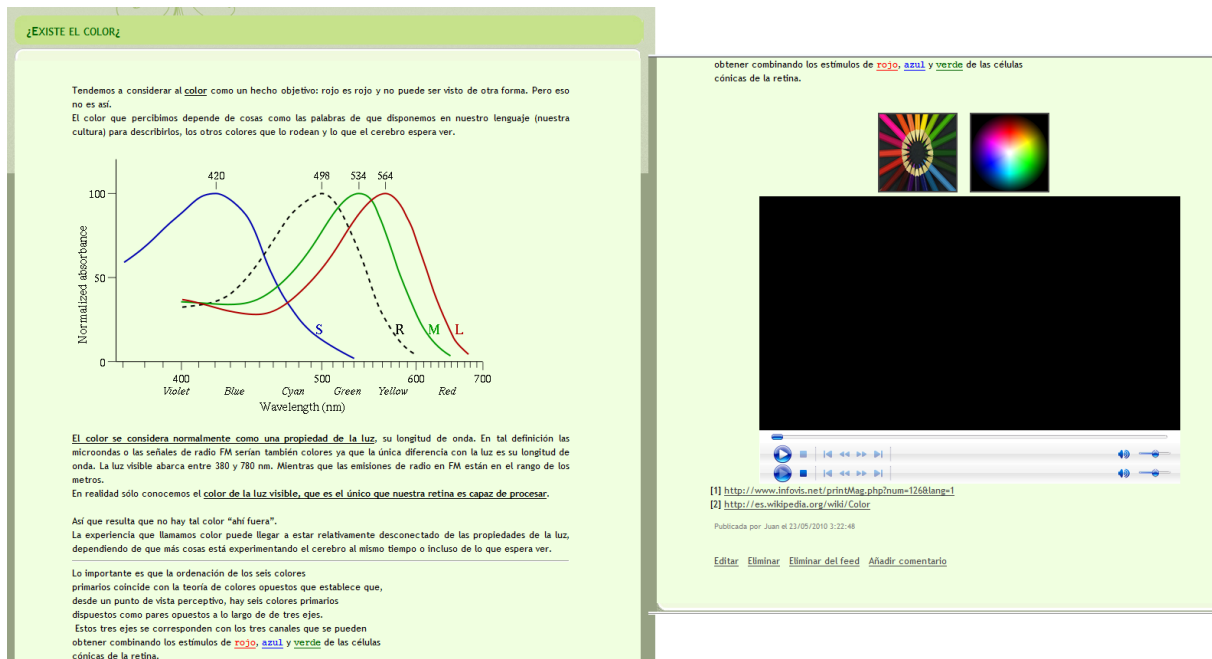 ¿EXISTE EL COLOR¿
Tendemos a considerar al color como un hecho objetivo: rojo es rojo y no puede ser visto de otra forma. Pero eso
no es así.
El color que percibimos depende de cosas como las palabras de que disponemos en nuestro lenguaje (nuestra
cultura) para describirlos, los otros colores que lo rodean y lo que el cerebro espera ver.
420 498 534 564
100
50
0
Normalized absorbance
S R M L
400 500 600 700
Violet Blue Cyan Green Yellow Red
Wavelength (nm)
El color se considera normalmente como una propiedad de la luz, su longitud de onda. En tal definición las
microondas o las señales de radio FM serían también colores ya que la única diferencia con la luz es su longitud de
onda. La luz visible abarca entre 380 y 780 nm. Mientras que las emisiones de radio en FM están en el rango de los
metros.
En realidad sólo conocemos el color de la luz visible, que es el único que nuestra retina es capaz de procesar.
Así que resulta que no hay tal color “ahí fuera”.
La experiencia que llamamos color puede llegar a estar relativamente desconectado de las propiedades de la luz,
dependiendo de que más cosas está experimentando el cerebro al mismo tiempo o incluso de lo que espera ver.
Lo importante es que la ordenación de los seis colores
primarios coincide con la teoría de colores opuestos que establece que,
desde un punto de vista perceptivo, hay seis colores primarios
dispuestos como pares opuestos a lo largo de de tres ejes.
Estos tres ejes se corresponden con los tres canales que se pueden
obtener combinando los estímulos de rojo, azul y verde de las células
cónicas de la retina.
obtener combinando los estímulos de rojo, azul y verde de las células
cónicas de la retina.
[1] http://www.infovis.net/printMag.php?num=126&lang=1
[2] http://es.wikipedia.org/wiki/Color
Publicada por Juan el 23/05/2010 3:22:48
Editar Eliminar Eliminar del feed Añadir comentario